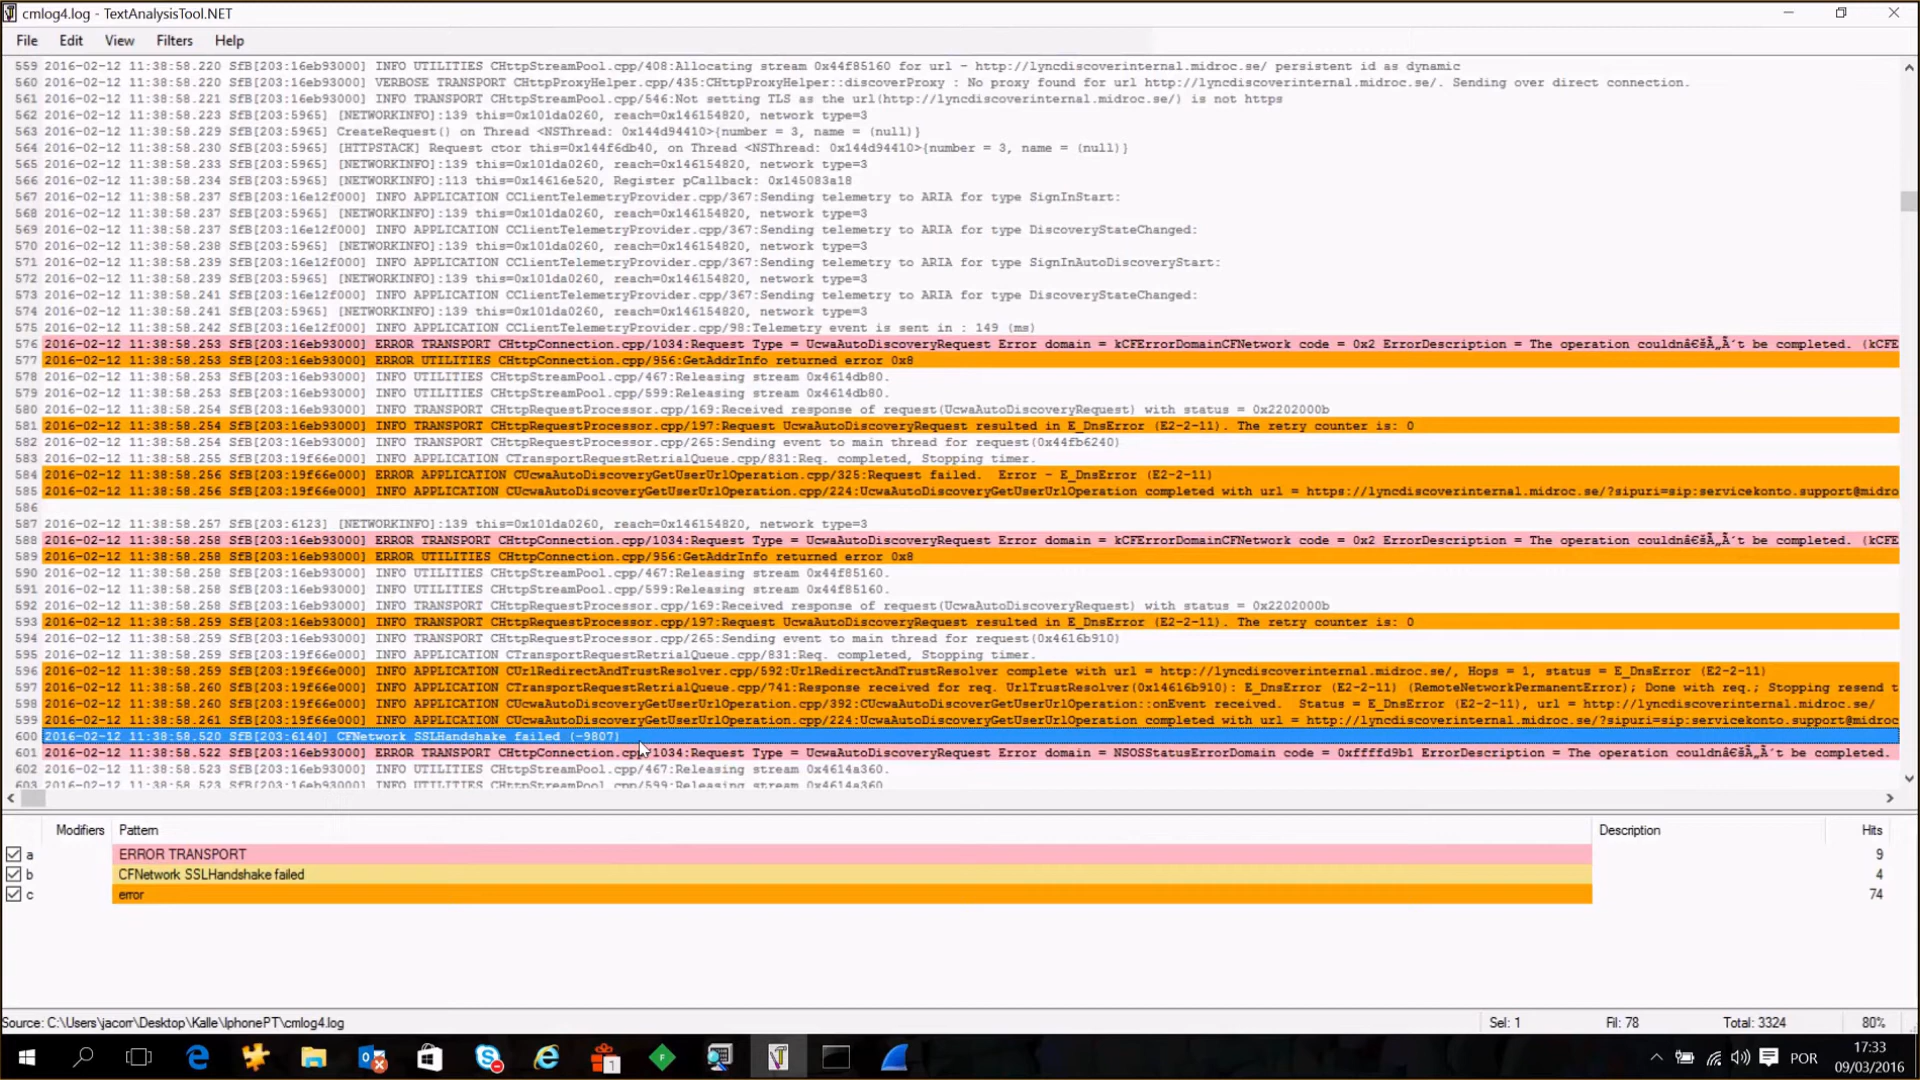 cmlog4.log - TextAnalysisTool.NET
File Edit View Filters Help
559 2016-02-12 11:38:58.220 SfB[203:16eb93000] INFO UTILITIES CHttpStreamPool.cpp/408:Allocating stream 0x44f85160 for url - http://lyncdiscoverinternal.midroc.se/ persistent id as dynamic
560 2016-02-12 11:38:58.220 SfB[203:16eb93000] VERBOSE TRANSPORT CHttpProxyHelper.cpp/435:CHttpProxyHelper::discoverProxy : No proxy found for url http://lyncdiscoverinternal.midroc.se/. Sending over direct connection.
561 2016-02-12 11:38:58.221 SfB[203:16eb93000] INFO TRANSPORT CHttpStreamPool.cpp/546:Not setting TLS as the url(http://lyncdiscoverinternal.midroc.se/) is not https
562 2016-02-12 11:38:58.223 SfB[203:5965] [NETWORKINFO]:139 this=0x101da0260, reach=0x146154820, network type=3
563 2016-02-12 11:38:58.229 SfB[203:5965] CreateRequest() on Thread <NSThread: 0x144d94410>{number = 3, name = (null)}
564 2016-02-12 11:38:58.230 SfB[203:5965] [HTTPSTACK] Request ctor this=0x144f6db40, on Thread <NSThread: 0x144d94410>{number = 3, name = (null)}
565 2016-02-12 11:38:58.232 SfB[203:5965] [NETWORKINFO]:139 this=0x101da0260, reach=0x146154820, network type=3
566 2016-02-12 11:38:58.234 SfB[203:5965] [NETWORKINFO]:113 this=0x14616e520, Register pCallback: 0x145083a18
567 2016-02-12 11:38:58.237 SfB[203:16e12f000] INFO APPLICATION CClientTelemetryProvider.cpp/367:Sending telemetry to ARIA for type SignInStart:
568 2016-02-12 11:38:58.237 SfB[203:5965] [NETWORKINFO]:139 this=0x101da0260, reach=0x146154820, network type=3
569 2016-02-12 11:38:58.237 SfB[203:16e12f000] INFO APPLICATION CClientTelemetryProvider.cpp/367:Sending telemetry to ARIA for type DiscoveryStateChanged:
570 2016-02-12 11:38:58.238 SfB[203:5965] [NETWORKINFO]:139 this=0x101da0260, reach=0x146154820, network type=3
571 2016-02-12 11:38:58.239 SfB[203:16e12f000] INFO APPLICATION CClientTelemetryProvider.cpp/367:Sending telemetry to ARIA for type SignInAutoDiscoveryStart:
572 2016-02-12 11:38:58.239 SfB[203:5965] [NETWORKINFO]:139 this=0x101da0260, reach=0x146154820, network type=3
573 2016-02-12 11:38:58.241 SfB[203:16e12f000] INFO APPLICATION CClientTelemetryProvider.cpp/367:Sending telemetry to ARIA for type DiscoveryStateChanged:
574 2016-02-12 11:38:58.241 SfB[203:5965] [NETWORKINFO]:139 this=0x101da0260, reach=0x146154820, network type=3
575 2016-02-12 11:38:58.242 SfB[203:16e12f000] INFO APPLICATION CClientTelemetryProvider.cpp/98:Telemetry event is sent in : 149 (ms)
576 2016-02-12 11:38:58.253 SfB[203:16eb93000] ERROR TRANSPORT CHttpConnection.cpp/1034:Request Type = UcwaAutoDiscoveryRequest Error domain = kCFErrorDomainCFNetwork code = 0x2 ErrorDescription = The operation be completed. (kCFE
577 2016-02-12 11:38:58.253 SfB[203:16eb93000] ERROR UTILITIES CHttpConnection.cpp/956:GetAddrInfo returned error 0x8
578 2016-02-12 11:38:58.253 SfB[203:16eb93000] INFO UTILITIES CHttpStreamPool.cpp/467:Releasing stream 0x4614db80.
579 2016-02-12 11:38:58.253 SfB[203:16eb93000] INFO UTILITIES CHttpStreamPool.cpp/599:Releasing stream 0x4614db80.
580 2016-02-12 11:38:58.254 SfB[203:16eb93000] INFO TRANSPORT CHttpRequestProcessor.cpp/169:Received response of request(UcwaAutoDiscoveryRequest) with status = 0x2202000b
581 2016-02-12 11:38:58.254 SfB[203:16eb93000] INFO TRANSPORT CHttpRequestProcessor.cpp/197:Request UcwaAutoDiscoveryRequest resulted in E_DnsError (E2-2-11). The retry counter is: 0
582 2016-02-12 11:38:58.254 SfB[203:16eb93000] INFO TRANSPORT CHttpRequestProcessor.cpp/265:Sending event to main thread for request(0x44fb6240)
583 2016-02-12 11:38:58.255 SfB[203:19f66e000] INFO APPLICATION CTransportRequestRetrialQueue.cpp/831:Req. completed, Stopping timer.
584 2016-02-12 11:38:58.256 SfB[203:19f66e000] ERROR APPLICATION CUcwaAutoDiscoveryGetUserUrlOperation.cpp/325:Request failed. Error - E_DnsError (E2-2-11)
585 2016-02-12 11:38:58.256 SfB[203:19f66e000] INFO APPLICATION CUcwaAutoDiscoveryGetUserUrlOperation.cpp/224:UcwaAutoDiscoveryGetUserUrlOperation completed with url = https://lyncdiscoverinternal.midroc.se/?sipuri=sip:servicekonto.support@midro
586
587 2016-02-12 11:38:58.257 SfB[203:6123] [NETWORKINFO]:139 this=0x101da0260, reach=0x146154820, network type=3
588 2016-02-12 11:38:58.258 SfB[203:16eb93000] ERROR TRANSPORT CHttpConnection.cpp/1034:Request Type = UcwaAutoDiscoveryRequest Error domain = kCFErrorDomainCFNetwork code = 0x2 ErrorDescription = The operation be completed. (kCFE
589 2016-02-12 11:38:58.258 SfB[203:16eb93000] ERROR UTILITIES CHttpConnection.cpp/956:GetAddrInfo returned error 0x8
590 2016-02-12 11:38:58.258 SfB[203:16eb93000] INFO UTILITIES CHttpStreamPool.cpp/467:Releasing stream 0x44f85160.
591 2016-02-12 11:38:58.258 SfB[203:16eb93000] INFO UTILITIES CHttpStreamPool.cpp/599:Releasing stream 0x44f85160.
592 2016-02-12 11:38:58.258 SfB[203:16eb93000] INFO TRANSPORT CHttpRequestProcessor.cpp/169:Received response of request(UcwaAutoDiscoveryRequest) with status = 0x2202000b
593 2016-02-12 11:38:58.259 SfB[203:16eb93000] INFO TRANSPORT CHttpRequestProcessor.cpp/197:Request UcwaAutoDiscoveryRequest resulted in E_DnsError (E2-2-11). The retry counter is: 0
594 2016-02-12 11:38:58.259 SfB[203:16eb93000] INFO TRANSPORT CHttpRequestProcessor.cpp/265:Sending event to main thread for request(0x4616b910)
595 2016-02-12 11:38:58.259 SfB[203:19f66e000] INFO APPLICATION CTransportRequestRetrialQueue.cpp/831:Req. completed, Stopping timer.
596 2016-02-12 11:38:58.259 SfB[203:19f66e000] INFO APPLICATION CUrlRedirectAndTrustResolver.cpp/592:UrlRedirectAndTrustResolver complete with url = http://lyncdiscoverinternal.midroc.se/, Hops = 1, status = E_DnsError (E2-2-11)
597 2016-02-12 11:38:58.260 SfB[203:19f66e000] INFO APPLICATION CTransportRequestRetrialQueue.cpp/741:Response received for req. UrlTrustResolver(0x14616b910): E_DnsError (E2-2-11) (RemoteNetworkPermanentError); Done with req.; Stopping resend t
598 2016-02-12 11:38:58.260 SfB[203:19f66e000] INFO APPLICATION CUcwaAutoDiscoveryGetUserUrlOperation.cpp/392:CUcwaAutoDiscoverGetUserUrlOperation::onEvent received. Status = E_DnsError (E2-2-11), url = http://lyncdiscoverinternal.midroc.se/
599 2016-02-12 11:38:58.261 SfB[203:19f66e000] INFO APPLICATION CUcwaAutoDiscoveryGetUserUrlOperation.cpp/224:UcwaAutoDiscoveryGetUserUrlOperation completed with url = http://lyncdiscoverinternal.midroc.se/?sipuri=sip:servicekonto.support@midroc
600 2016-02-12 11:38:58.520 SfB[203:6140] CFNetwork SSLHandshake failed (-9807)
601 2016-02-12 11:38:58.522 SfB[203:16eb93000] ERROR TRANSPORT CHttpConnection.cpp/1034:Request Type = UcwaAutoDiscoveryRequest Error domain = NSOSStatusErrorDomain code = 0xffffd9b1 ErrorDescription = The operation be completed.
602 2016-02-12 11:38:58.523 SfB[203:16eb93000] INFO UTILITIES CHttpStreamPool.cpp/467:Releasing stream 0x4614a360.
603 2016-02-12 11:38:58.523 SfB[203:16eb93000] INFO UTILITIES CHttpStreamPool.cpp/599:Releasing stream 0x4614a360.
Modifiers Pattern Description Hits
a ERROR TRANSPORT 9
b CFNetwork SSLHandshake failed 4
c error 74
Source: C:\Users\jacorr\Desktop\Kalle\IphonePT\cmlog4.log Sel: 1 Fil: 78 Total: 3324 80%
POR
17:33
09/03/2016